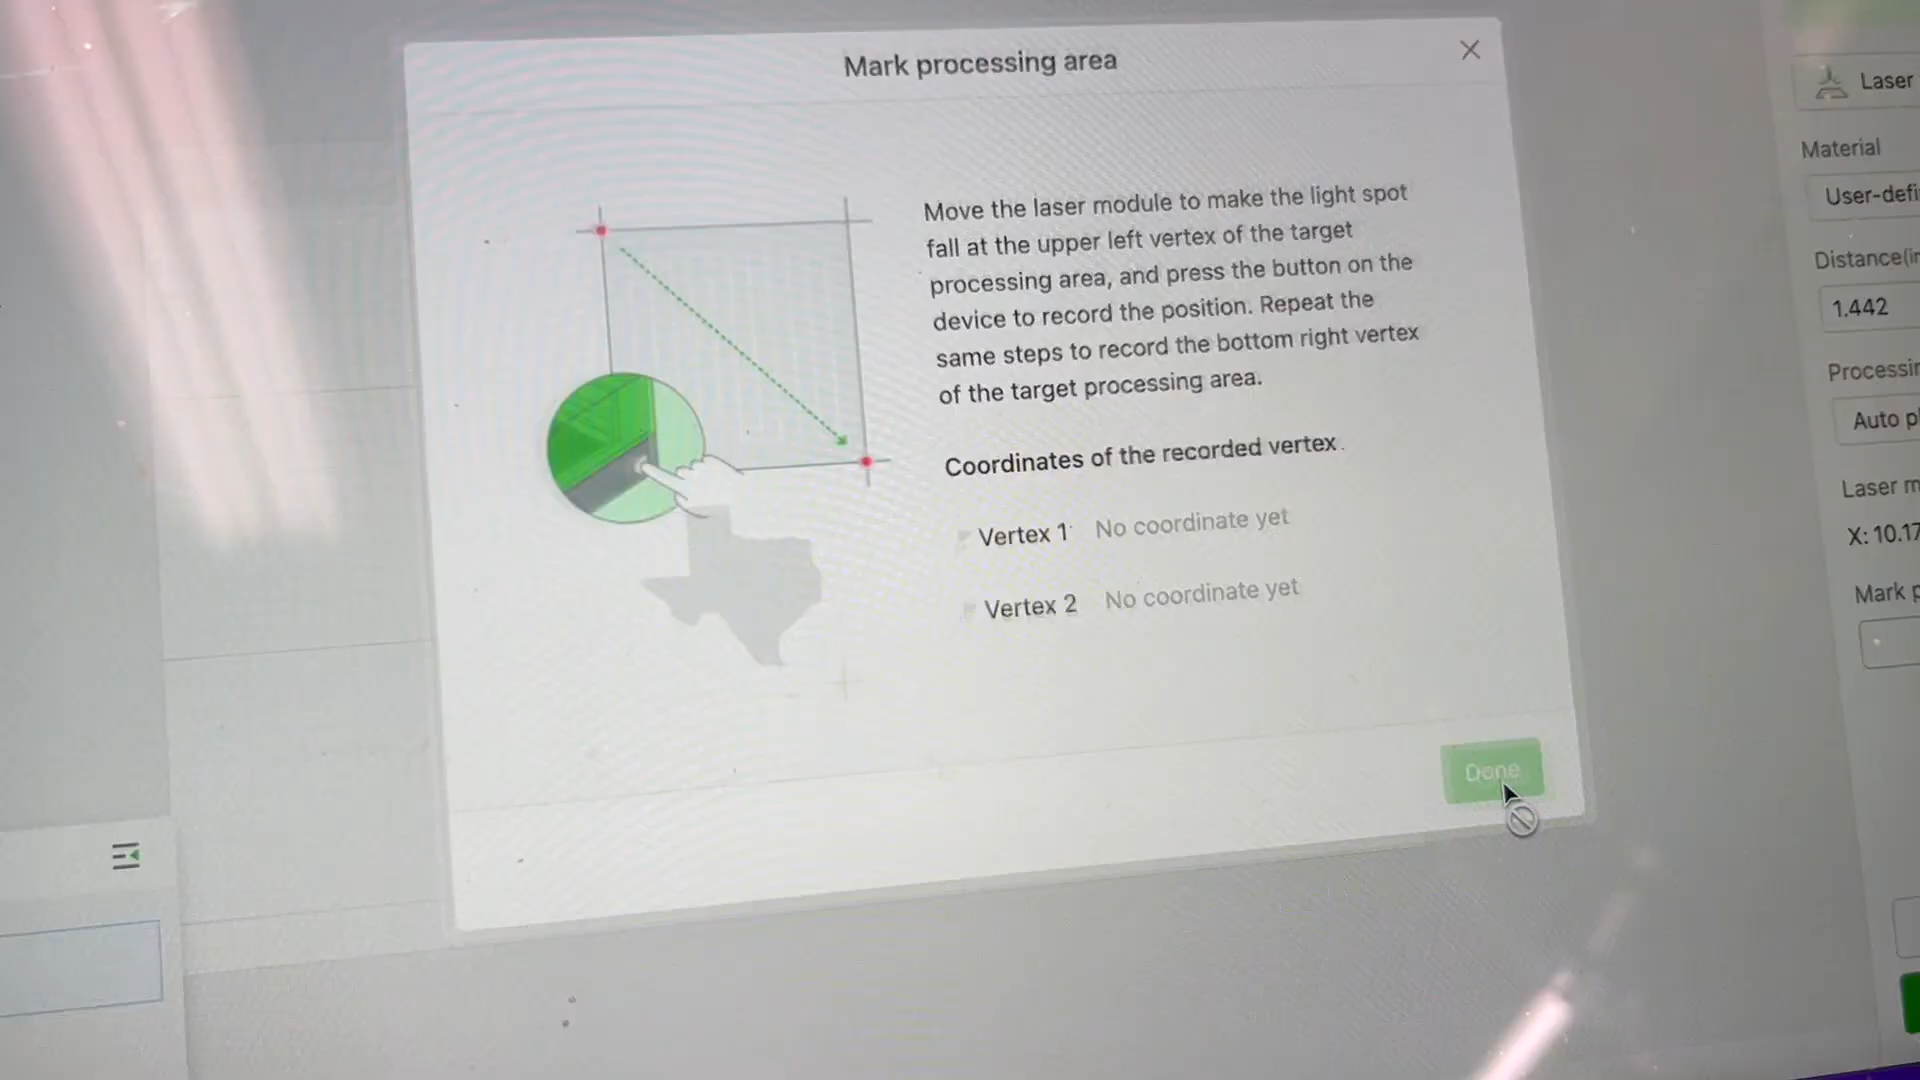 Mark processing area
Move the laser module to make the light spot
fall at the upper left vertex of the target
processing area, and press the button on the
device to record the position. Repeat the
same steps to record the bottom right vertex
of the target processing area.
Coordinates of the recorded vertex.
Vertex 1 No coordinate yet
Vertex 2 No coordinate yet
Done
Laser
Material
User-defi
Distance(i
1.442
Processin
Auto p
Laser m
X: 10.17
Mark p